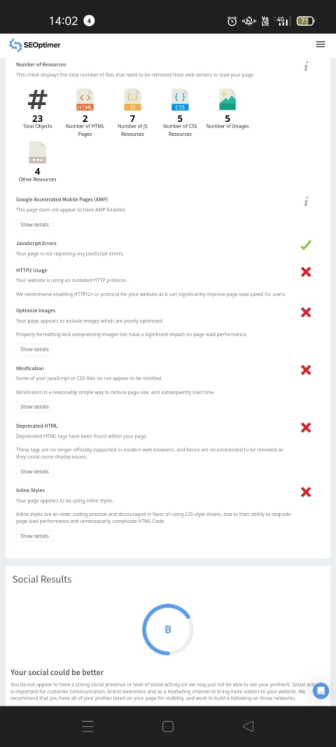 14:02 4
SEOptimer
Number of Resources
This check displays the total number of files that need to be retrieved from web servers to load your page.
# HTML JS CSS
23 2 7 5 5
Total Objects Number of HTML Pages Number of JS Resources Number of CSS Resources Number of Images
4
Other Resources
Google Accelerated Mobile Pages (AMP)
This page does not appear to have AMP Enabled.
Show details
JavaScript Errors
Your page is not reporting any JavaScript errors.
HTTP2 Usage
Your website is using an outdated HTTP protocol.
We recommend enabling HTTP/2+ or protocol for your website as it can significantly improve page load speed for users.
Optimize Images
Your page appears to include images which are poorly optimized.
Properly formatting and compressing images can have a significant impact on page load performance.
Show details
Minification
Some of your JavaScript or CSS files do not appear to be minified.
Minification is a reasonably simple way to reduce page size, and subsequently load time.
Show details
Deprecated HTML
Deprecated HTML tags have been found within your page.
These tags are no longer officially supported in modern web browsers, and hence are recommended to be removed as
they could cause display issues.
Show details
Inline Styles
Your page appears to be using inline styles.
Inline styles are an older coding practice and discouraged in favor of using CSS style sheets, due to their ability to degrade
page load performance and unnecessarily complicate HTML Code.
Show details
Social Results
B
Your social could be better
You do not appear to have a strong social presence or level of social activity (or we may just not be able to see your profiles!). Social
is important for customer communication, brand awareness and as a marketing channel to bring more visitors to your website. We
recommend that you have all of your profiles listed on your page for visibility, and work to build a following on those networks.